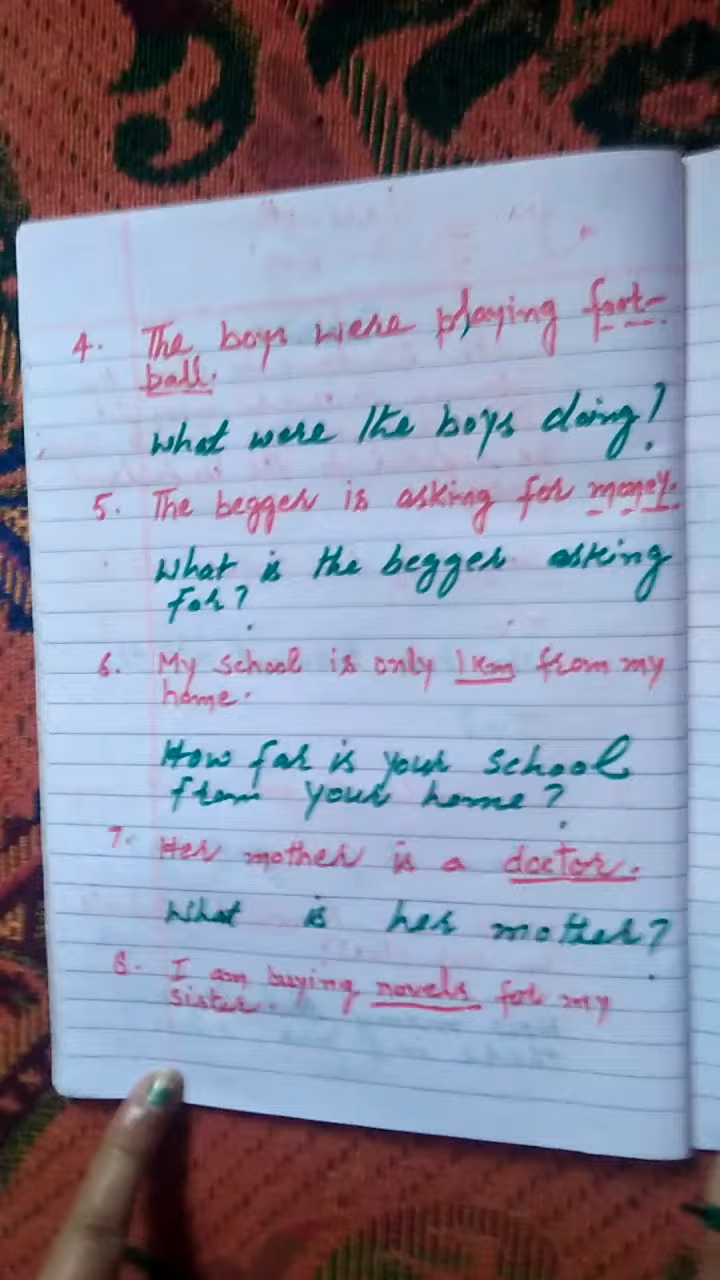 4. The boys were playing foot-
ball.
What were the boys doing?
5. The begger is asking for money.
What is the begger asking
for?
6. My school is only 1 Km from my
home.
How far is your school
from your home?
7. Her mother is a doctor.
What is her mother?
8. I am buying novels for my
sister.